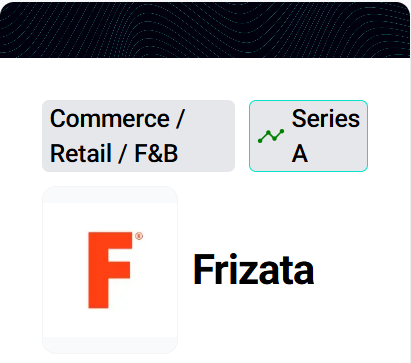 Commerce /
Retail / F&B
Series
A
F®
Frizata